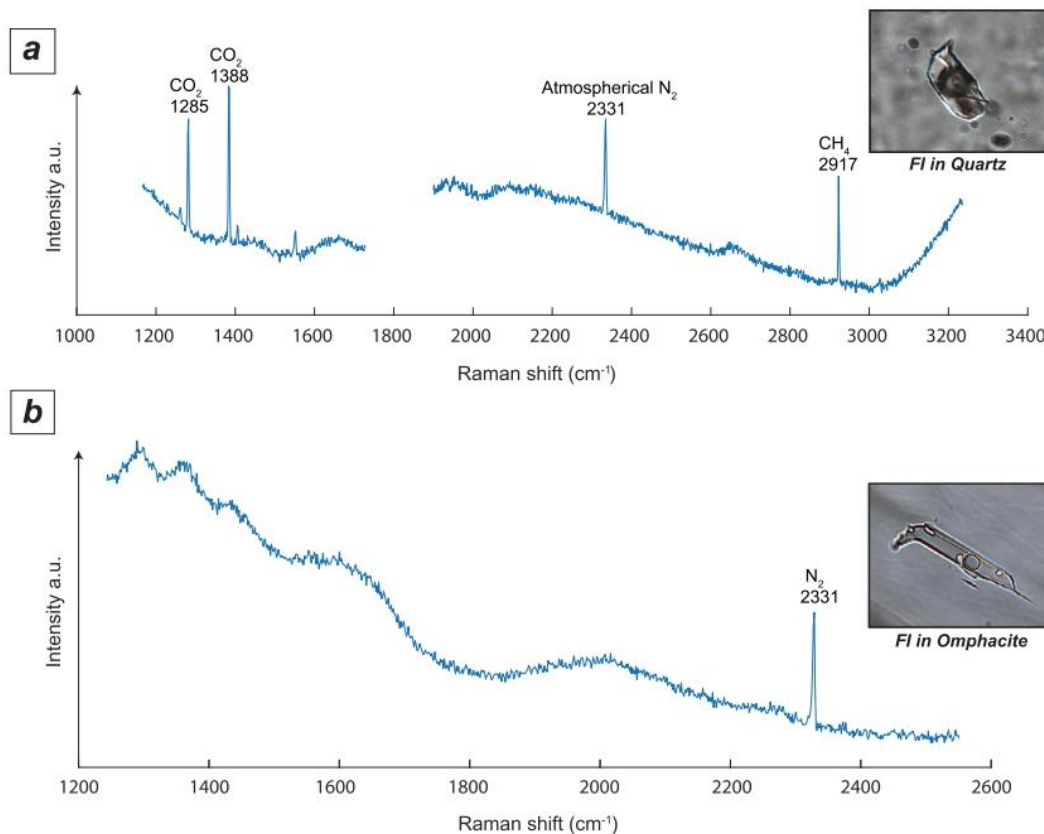 a
CO₂
1388
CO₂
1285
Atmospherical N₂
2331
CH₄
2917
FI in Quartz
Intensity a.u.
1000 1200 1400 1600 1800 2000 2200 2400 2600 2800 3000 3200 3400
Raman shift (cm⁻¹)
b
N₂
2331
FI in Omphacite
Intensity a.u.
1200 1400 1600 1800 2000 2200 2400 2600
Raman shift (cm⁻¹)